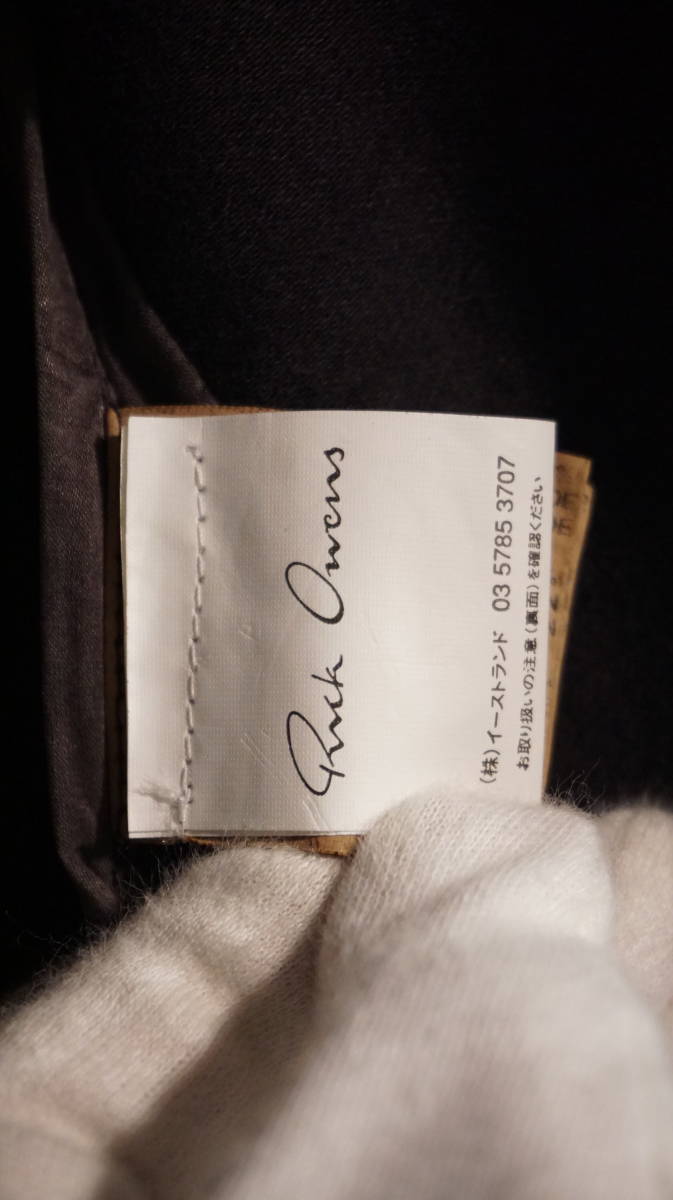 Rick Owens
(株)イーストランド 03 5785 3707
お取り扱いの注意(裏面)を確認ください